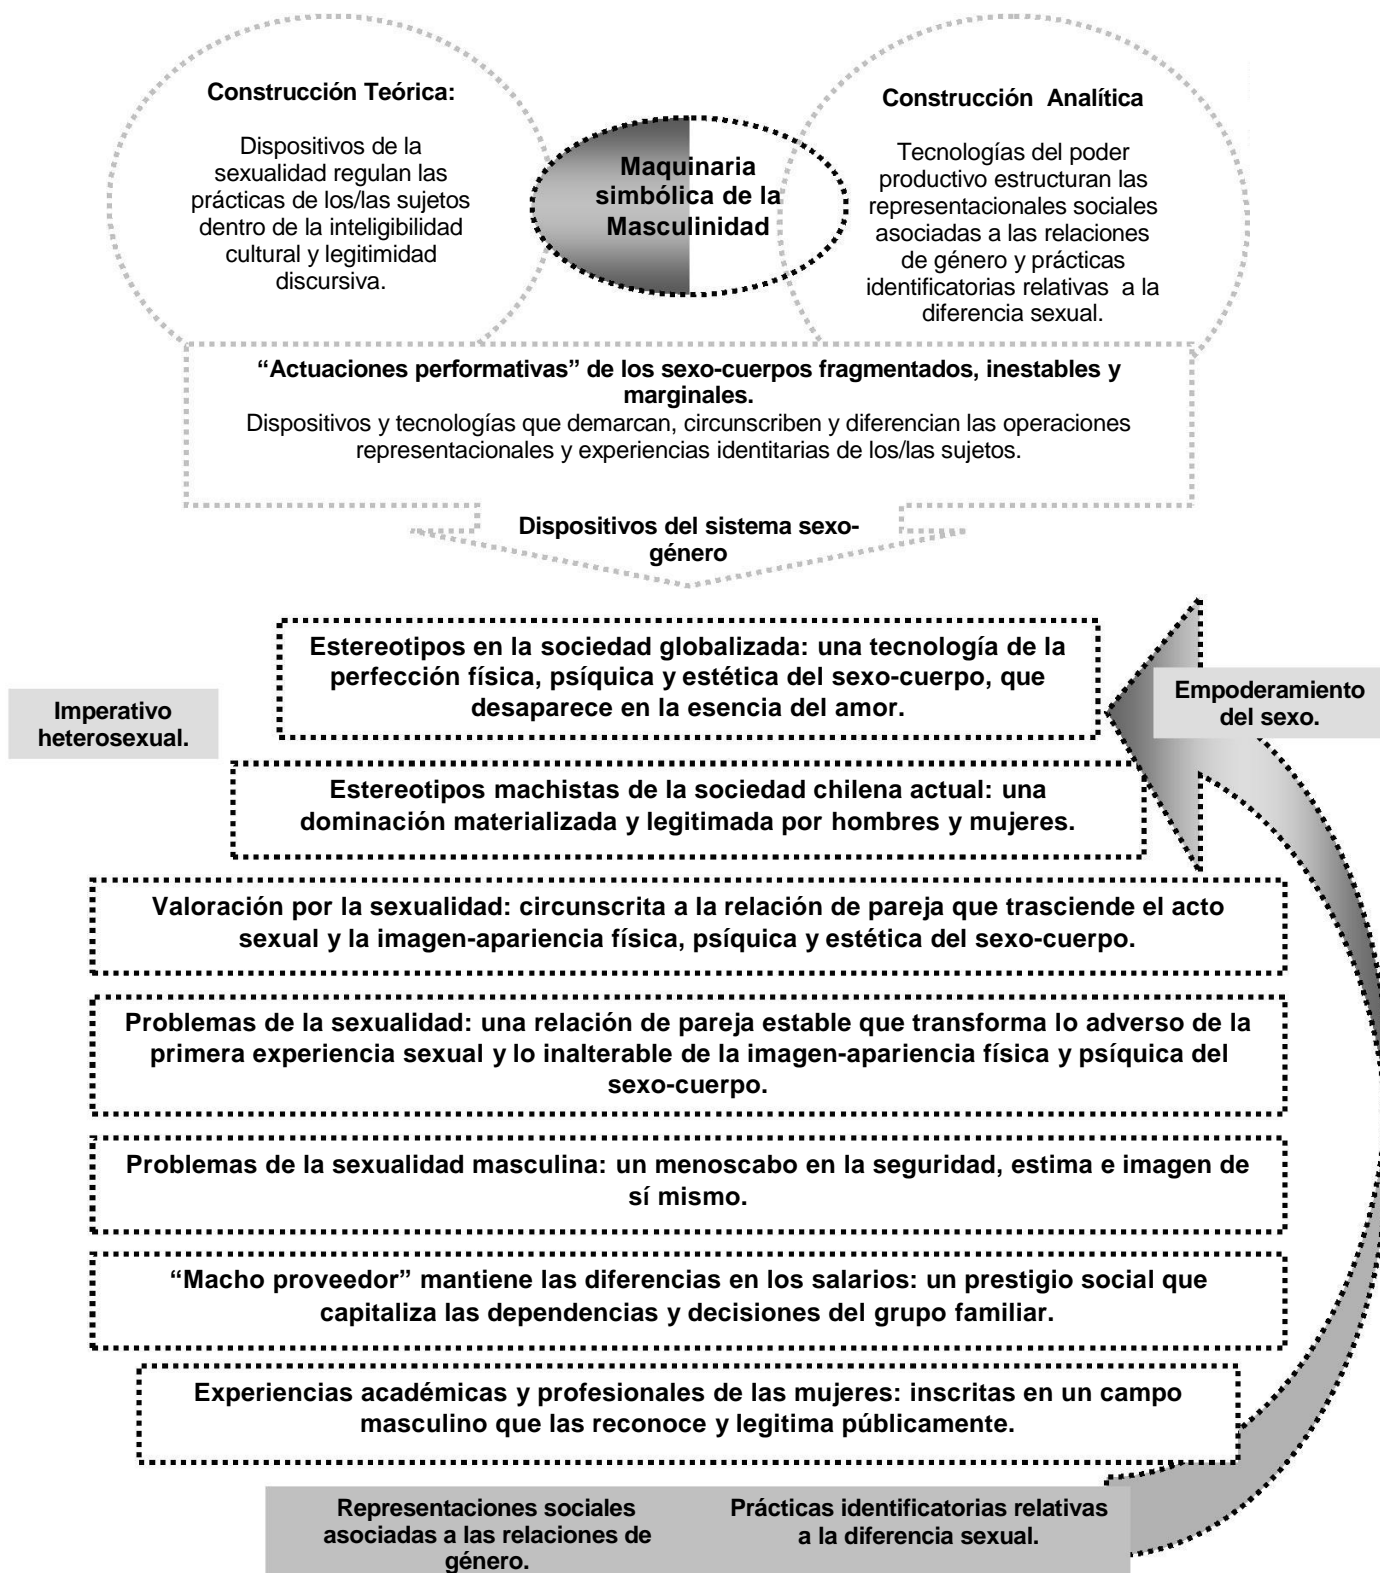 Construcción Teórica:
Dispositivos de la
sexualidad regulan las
prácticas de los/las sujetos
dentro de la inteligibilidad
cultural y legitimidad
discursiva.
Maquinaria
simbólica de la
Masculinidad
Construcción Analítica
Tecnologías del poder
productivo estructuran las
representacionales sociales
asociadas a las relaciones
de género y prácticas
identificatorias relativas a la
diferencia sexual.
“Actuaciones performativas” de los sexo-cuerpos fragmentados, inestables y
marginales.
Dispositivos y tecnologías que demarcan, circunscriben y diferencian las operaciones
representacionales y experiencias identitarias de los/las sujetos.
Dispositivos del sistema sexo-
género
Estereotipos en la sociedad globalizada: una tecnología de la
perfección física, psíquica y estética del sexo-cuerpo, que
desaparece en la esencia del amor.
Imperativo
heterosexual.
Empoderamiento
del sexo.
Estereotipos machistas de la sociedad chilena actual: una
dominación materializada y legitimada por hombres y mujeres.
Valoración por la sexualidad: circunscrita a la relación de pareja que trasciende el acto
sexual y la imagen-apariencia física, psíquica y estética del sexo-cuerpo.
Problemas de la sexualidad: una relación de pareja estable que transforma lo adverso de la
primera experiencia sexual y lo inalterable de la imagen-apariencia física y psíquica del
sexo-cuerpo.
Problemas de la sexualidad masculina: un menoscabo en la seguridad, estima e imagen de
sí mismo.
“Macho proveedor” mantiene las diferencias en los salarios: un prestigio social que
capitaliza las dependencias y decisiones del grupo familiar.
Experiencias académicas y profesionales de las mujeres: inscritas en un campo
masculino que las reconoce y legitima públicamente.
Representaciones sociales
asociadas a las relaciones de
género.
Prácticas identificatorias relativas
a la diferencia sexual.